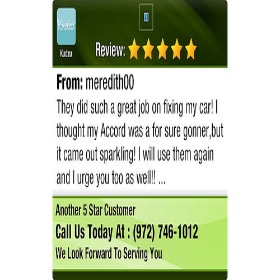 Kudzu
Review:
From: meredith00
They did such a great job on fixing my car! I
thought my Accord was a for sure gonner,but
it came out sparkling! I will use them again
and I urge you too as well!! ...
Another 5 Star Customer
Call Us Today At : (972) 746-1012
We Look Forward To Serving You